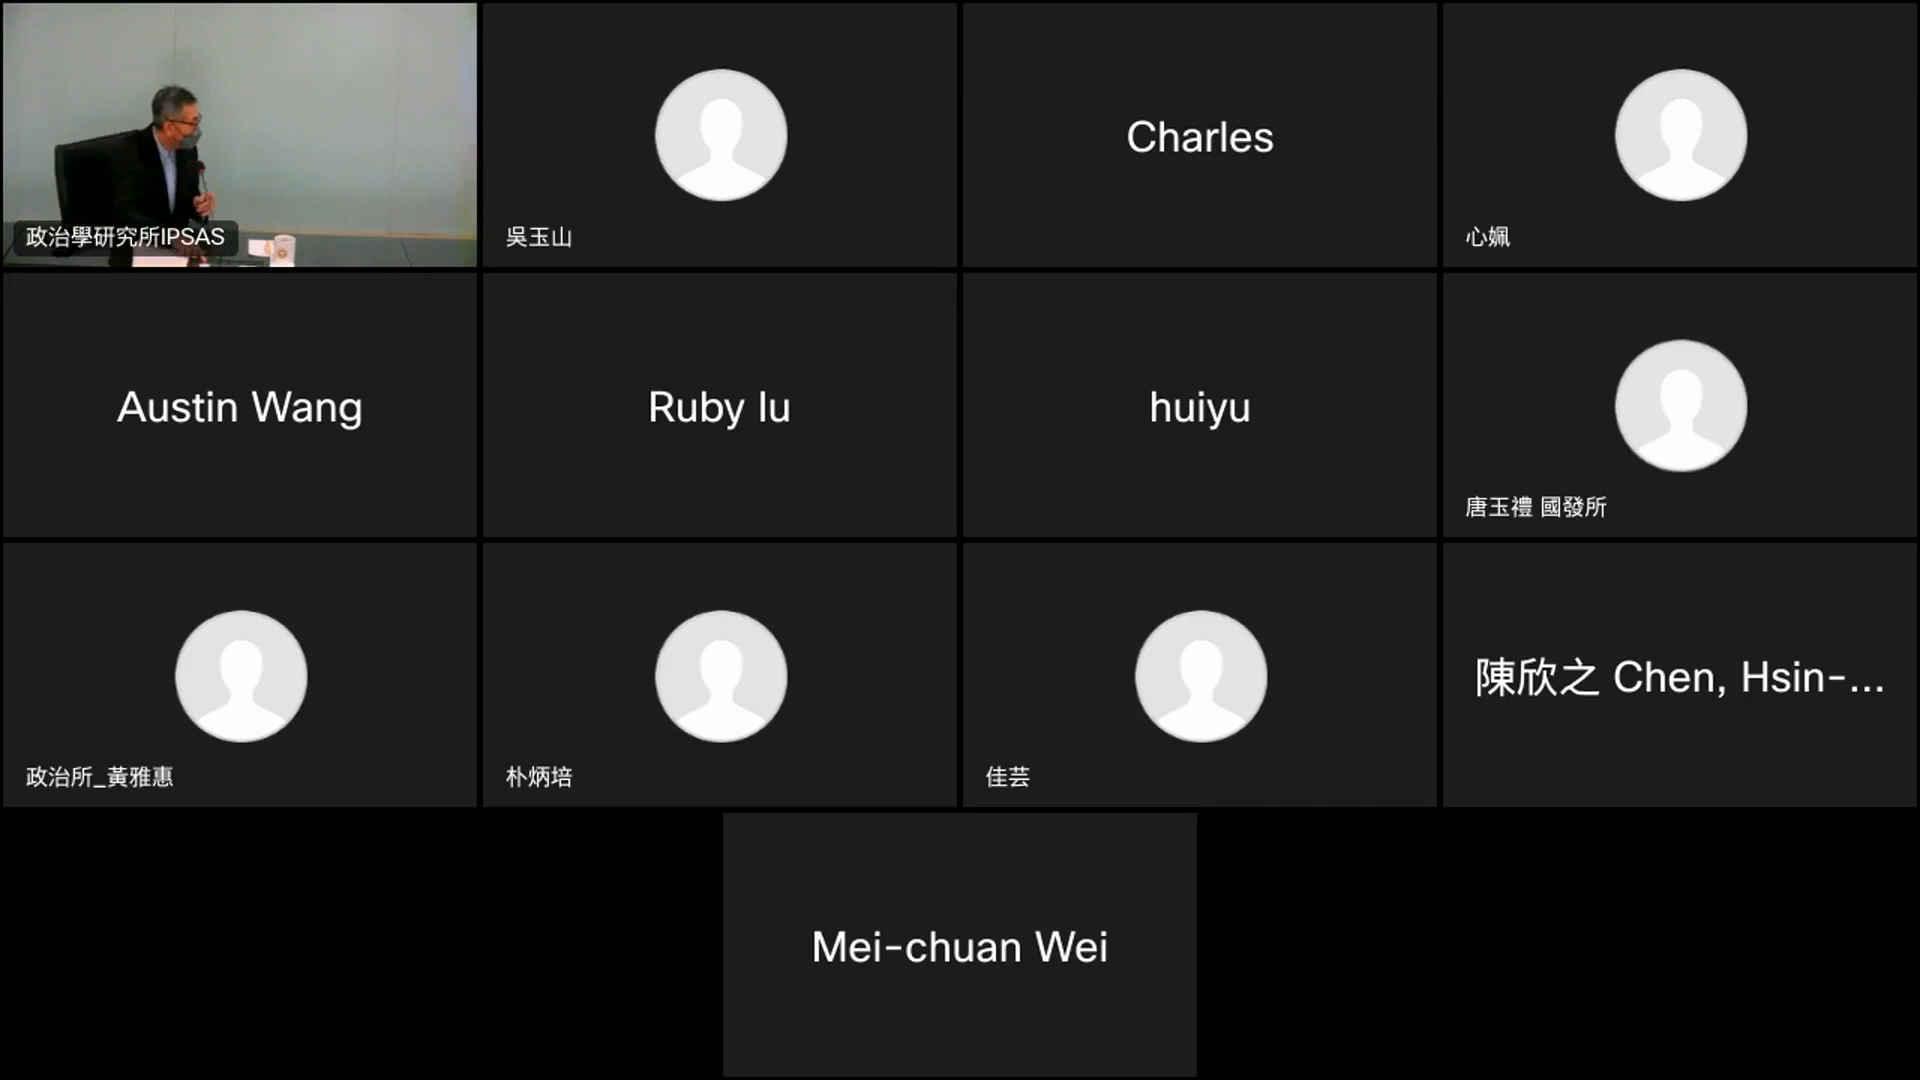 政治學研究所IPSAS
吳玉山
Charles
心姵
Austin Wang
Ruby lu
huiyu
唐玉禮 國發所
政治所_黃雅惠
朴炳培
佳芸
陳欣之 Chen, Hsin-...
Mei-chuan Wei